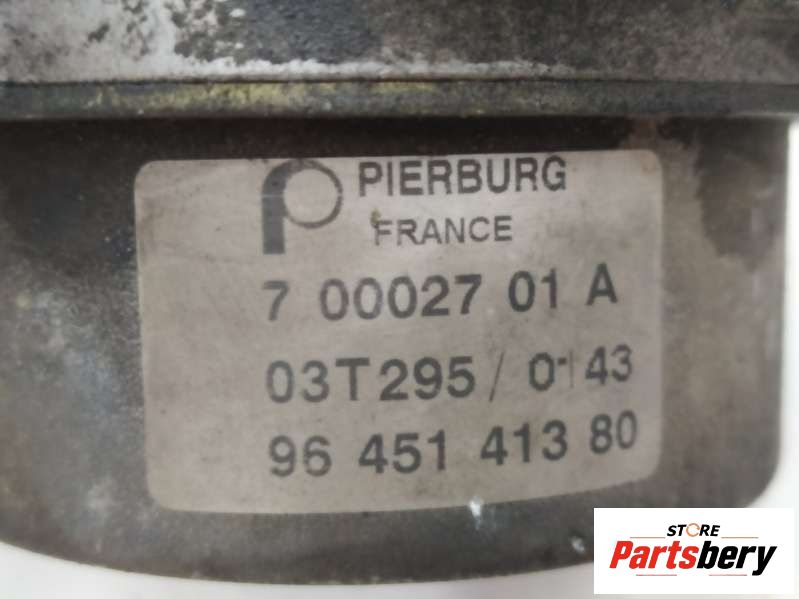 PIERBURG
FRANCE
7 00027 01 A
03T295 / 0143
96 451 413 80
STORE
Partsbery